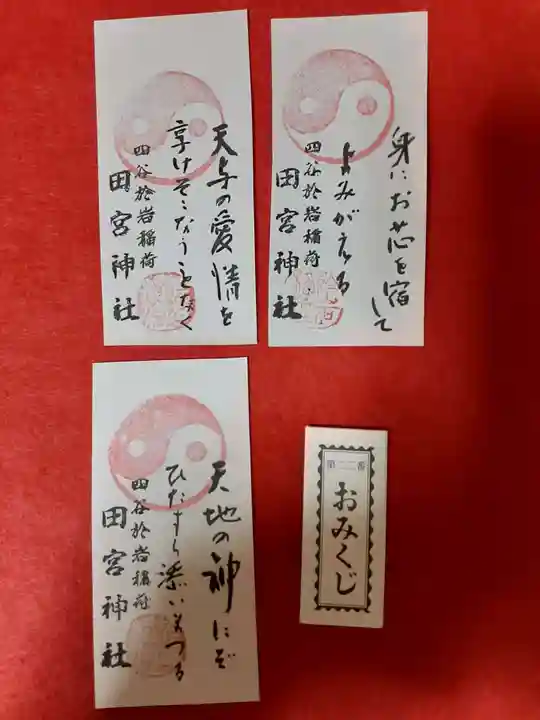 天与の愛情を
享けそこなうことなく
四谷於岩稲荷
田宮神社
身にお芯を宿して
よみがえる
四谷於岩稲荷
田宮神社
天地の神にぞ
ひたすら添いまつる
四谷於岩稲荷
田宮神社
第二二番
おみくじ